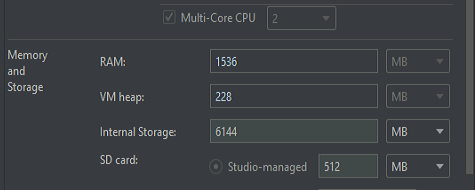 Multi-Core CPU 2
Memory
and
Storage
RAM: 1536 MB
VM heap: 228 MB
Internal Storage: 6144 MB
SD card: Studio-managed 512 MB